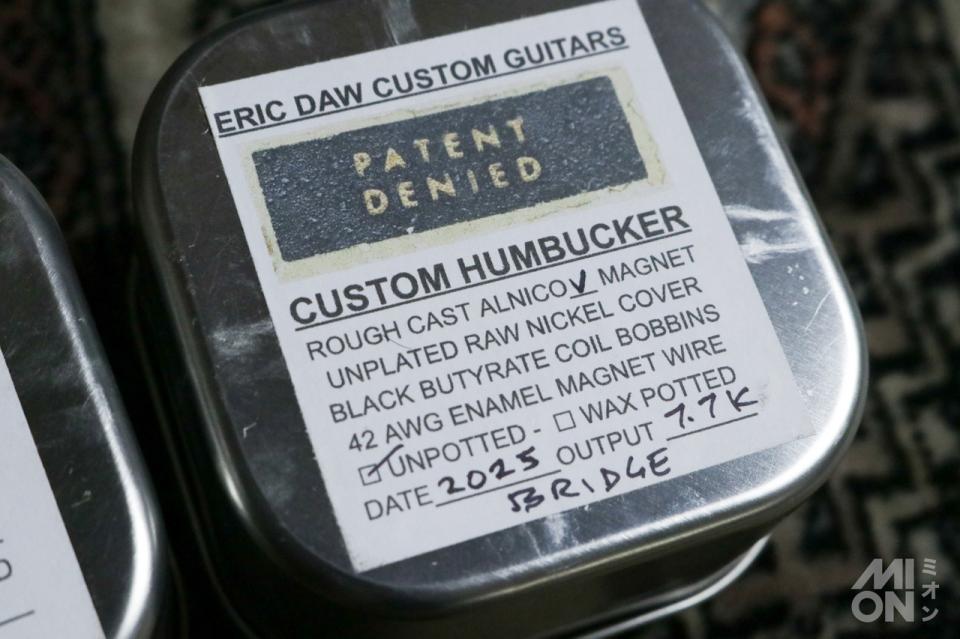 ERIC DAW CUSTOM GUITARS
PATENT
DENIED
CUSTOM HUMBUCKER
ROUGH CAST ALNICO V MAGNET
UNPLATED RAW NICKEL COVER
BLACK BUTYRATE COIL BOBBINS
42 AWG ENAMEL MAGNET WIRE
☑ UNPOTTED - ☐ WAX POTTED
DATE 2025 OUTPUT 7.7K
BRIDGE
MI
ON
ミオン